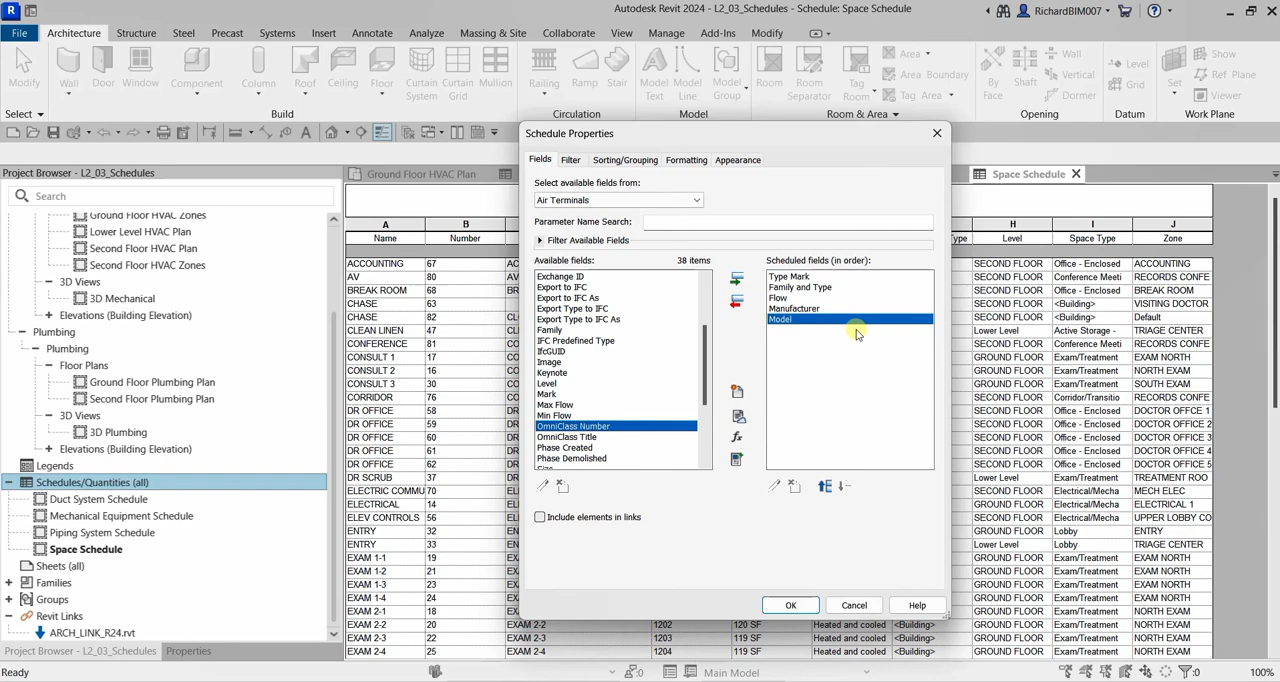 Autodesk Revit 2024 - L2_03_Schedules - Schedule: Space Schedule
RichardBIM007
File Architecture Structure Steel Precast Systems Insert Annotate Analyze Massing & Site Collaborate View Manage Add-Ins Modify
Modify Wall Door Window Component Column Roof Ceiling Floor Curtain System Curtain Grid Mullion Railing Ramp Stair Model Text Model Line Model Group Room Room Separator Tag Room Area Area Boundary Tag Area By Face Shaft Wall Vertical Dormer Level Grid Set Show Ref Plane Viewer
Select Build Circulation Model Room & Area Opening Datum Work Plane
Project Browser - L2_03_Schedules
Search
Ground Floor HVAC Zones
Lower Level HVAC Plan
Second Floor HVAC Plan
Second Floor HVAC Zones
3D Views
3D Mechanical
Elevations (Building Elevation)
Plumbing
Plumbing
Floor Plans
Ground Floor Plumbing Plan
Second Floor Plumbing Plan
3D Views
3D Plumbing
Elevations (Building Elevation)
Legends
Schedules/Quantities (all)
Duct System Schedule
Mechanical Equipment Schedule
Piping System Schedule
Space Schedule
Sheets (all)
Families
Groups
Revit Links
ARCH_LINK_R24.rvt
Project Browser - L2_03_Schedules Properties
Ready
Ground Floor HVAC Plan
Space Schedule
A B
Name Number
ACCOUNTING 67
AV 80
BREAK ROOM 68
CHASE 63
CHASE 82
CLEAN LINEN 47
CONFERENCE 81
CONSULT 1 17
CONSULT 2 16
CONSULT 3 30
CORRIDOR 76
DR OFFICE 58
DR OFFICE 59
DR OFFICE 60
DR OFFICE 61
DR OFFICE 62
DR SCRUB 37
ELECTRIC COMMU 70
ELECTRICAL 14
ELEV CONTROLS 56
ENTRY 32
ENTRY 33
EXAM 1-1 19
EXAM 1-2 21
EXAM 1-3 23
EXAM 1-4 24
EXAM 2-1 18
EXAM 2-2 20 EXAM 2-2 1202 120 SF Heated and cooled <Building>
EXAM 2-3 22 EXAM 2-3 1203 119 SF Heated and cooled <Building>
EXAM 2-4 25 EXAM 2-4 1204 119 SF Heated and cooled <Building>
Schedule Properties
Fields Filter Sorting/Grouping Formatting Appearance
Select available fields from:
Air Terminals
Parameter Name Search:
Filter Available Fields
Available fields: 38 items
Exchange ID
Export to IFC
Export to IFC As
Export Type to IFC
Export Type to IFC As
Family
IFC Predefined Type
IfcGUID
Image
Keynote
Level
Mark
Max Flow
Min Flow
OmniClass Number
OmniClass Title
Phase Created
Phase Demolished
Size
Scheduled fields (in order):
Type Mark
Family and Type
Flow
Manufacturer
Model
Include elements in links
OK Cancel Help
H I J
Type Level Space Type Zone
SECOND FLOOR Office - Enclosed ACCOUNTING
SECOND FLOOR Conference Meeti RECORDS CONFE
SECOND FLOOR Office - Enclosed BREAK ROOM
SECOND FLOOR <Building> VISITING DOCTOR
SECOND FLOOR <Building> Default
Lower Level Active Storage - TRIAGE CENTER
SECOND FLOOR Conference Meeti RECORDS CONFE
GROUND FLOOR Exam/Treatment EXAM NORTH
GROUND FLOOR Exam/Treatment NORTH EXAM
GROUND FLOOR Exam/Treatment SOUTH EXAM
SECOND FLOOR Corridor/Transitio RECORDS CONFE
SECOND FLOOR Office - Enclosed DOCTOR OFFICE 1
SECOND FLOOR Office - Enclosed DOCTOR OFFICE 2
SECOND FLOOR Office - Enclosed DOCTOR OFFICE 3
SECOND FLOOR Office - Enclosed DOCTOR OFFICE 4
SECOND FLOOR Office - Enclosed DOCTOR OFFICE 5
Lower Level Exam/Treatment TREATMENT ROO
SECOND FLOOR Electrical/Mecha MECH ELEC
GROUND FLOOR Electrical/Mecha ELECTRICAL 1
SECOND FLOOR Electrical/Mecha UPPER LOBBY CO
GROUND FLOOR Lobby ENTRY
Lower Level Lobby TRIAGE CENTER
GROUND FLOOR Exam/Treatment EXAM NORTH
GROUND FLOOR Exam/Treatment EXAM NORTH
GROUND FLOOR Exam/Treatment EXAM NORTH
GROUND FLOOR Exam/Treatment EXAM NORTH
GROUND FLOOR Exam/Treatment NORTH EXAM
GROUND FLOOR Exam/Treatment NORTH EXAM
GROUND FLOOR Exam/Treatment NORTH EXAM
GROUND FLOOR Exam/Treatment NORTH EXAM
:0 Main Model :0 100%